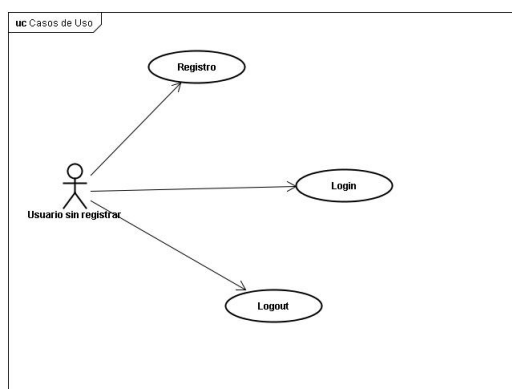 uc Casos de Uso
Registro
Login
Usuario sin registrar
Logout